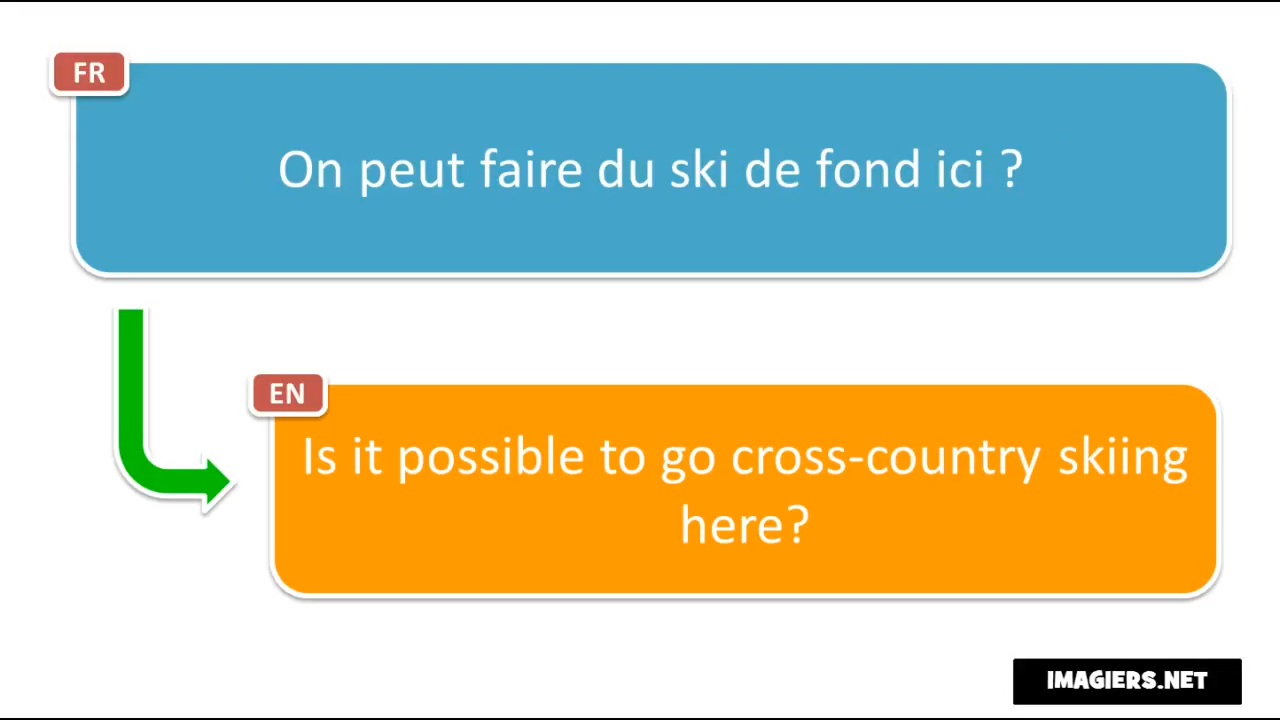 FR
On peut faire du ski de fond ici ?
EN
Is it possible to go cross-country skiing
here?
IMAGIERS.NET